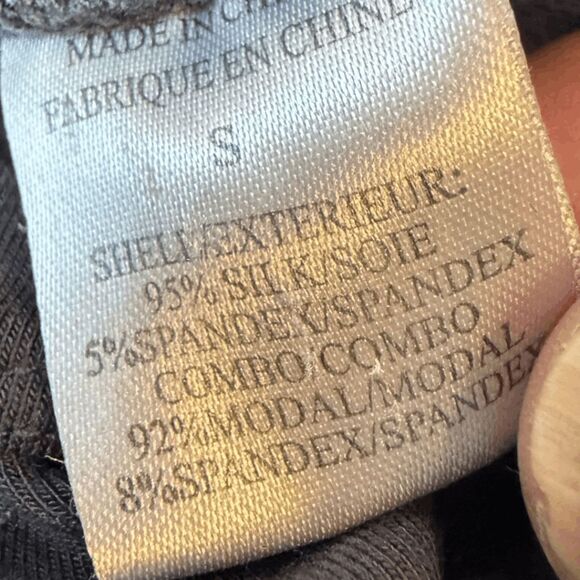 MADE IN CHINA
FABRIQUE EN CHINE
S
SHELL/EXTERIEUR:
95% SILK/SOIE
5%SPANDEX/SPANDEX
COMBO/COMBO
92%MODAL/MODAL
8%SPANDEX/SPANDEX